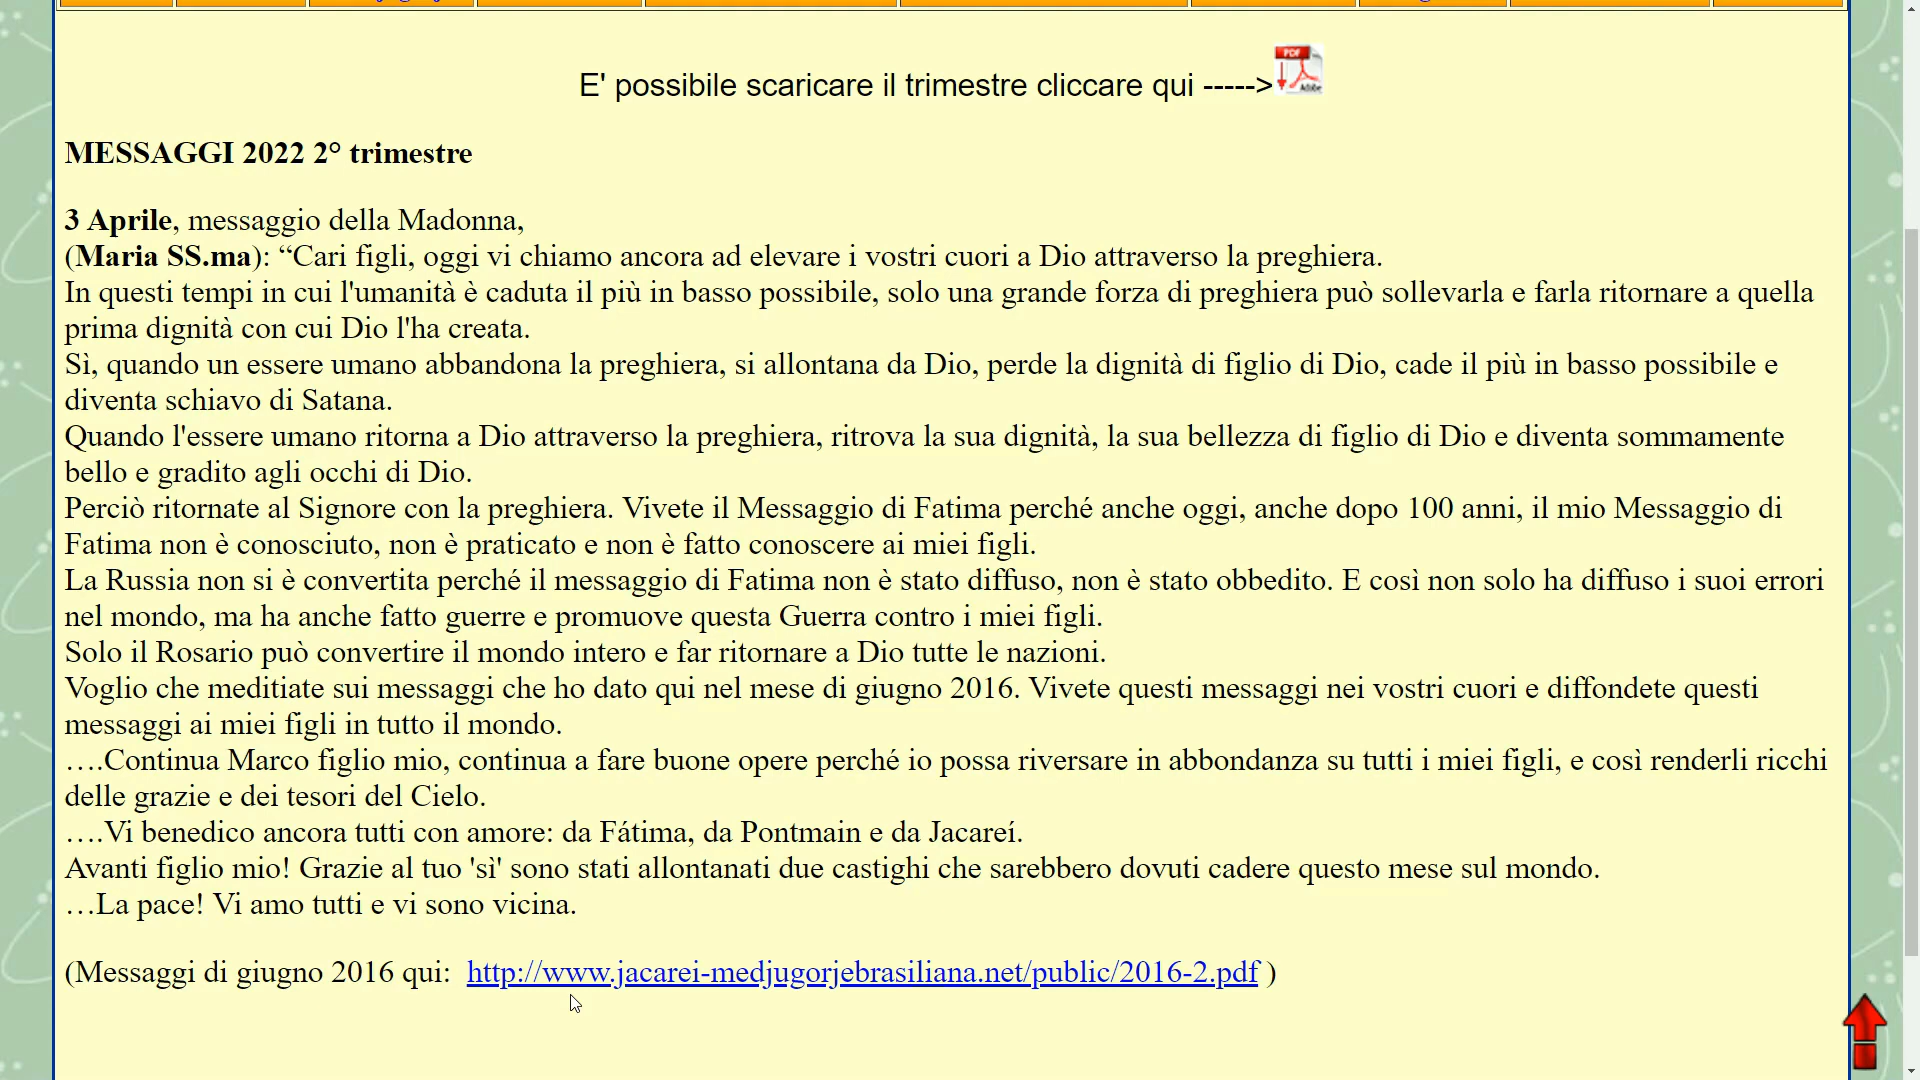 E' possibile scaricare il trimestre cliccare qui ----->
PDF
Adobe
MESSAGGI 2022 2° trimestre
3 Aprile, messaggio della Madonna,
(Maria SS.ma): “Cari figli, oggi vi chiamo ancora ad elevare i vostri cuori a Dio attraverso la preghiera.
In questi tempi in cui l'umanità è caduta il più in basso possibile, solo una grande forza di preghiera può sollevarla e farla ritornare a quella
prima dignità con cui Dio l'ha creata.
Sì, quando un essere umano abbandona la preghiera, si allontana da Dio, perde la dignità di figlio di Dio, cade il più in basso possibile e
diventa schiavo di Satana.
Quando l'essere umano ritorna a Dio attraverso la preghiera, ritrova la sua dignità, la sua bellezza di figlio di Dio e diventa sommamente
bello e gradito agli occhi di Dio.
Perciò ritornate al Signore con la preghiera. Vivete il Messaggio di Fatima perché anche oggi, anche dopo 100 anni, il mio Messaggio di
Fatima non è conosciuto, non è praticato e non è fatto conoscere ai miei figli.
La Russia non si è convertita perché il messaggio di Fatima non è stato diffuso, non è stato obbedito. E così non solo ha diffuso i suoi errori
nel mondo, ma ha anche fatto guerre e promuove questa Guerra contro i miei figli.
Solo il Rosario può convertire il mondo intero e far ritornare a Dio tutte le nazioni.
Voglio che meditiate sui messaggi che ho dato qui nel mese di giugno 2016. Vivete questi messaggi nei vostri cuori e diffondete questi
messaggi ai miei figli in tutto il mondo.
….Continua Marco figlio mio, continua a fare buone opere perché io possa riversare in abbondanza su tutti i miei figli, e così renderli ricchi
delle grazie e dei tesori del Cielo.
….Vi benedico ancora tutti con amore: da Fátima, da Pontmain e da Jacareí.
Avanti figlio mio! Grazie al tuo 'sì' sono stati allontanati due castighi che sarebbero dovuti cadere questo mese sul mondo.
…La pace! Vi amo tutti e vi sono vicina.
(Messaggi di giugno 2016 qui: http://www.jacarei-medjugorjebrasiliana.net/public/2016-2.pdf )